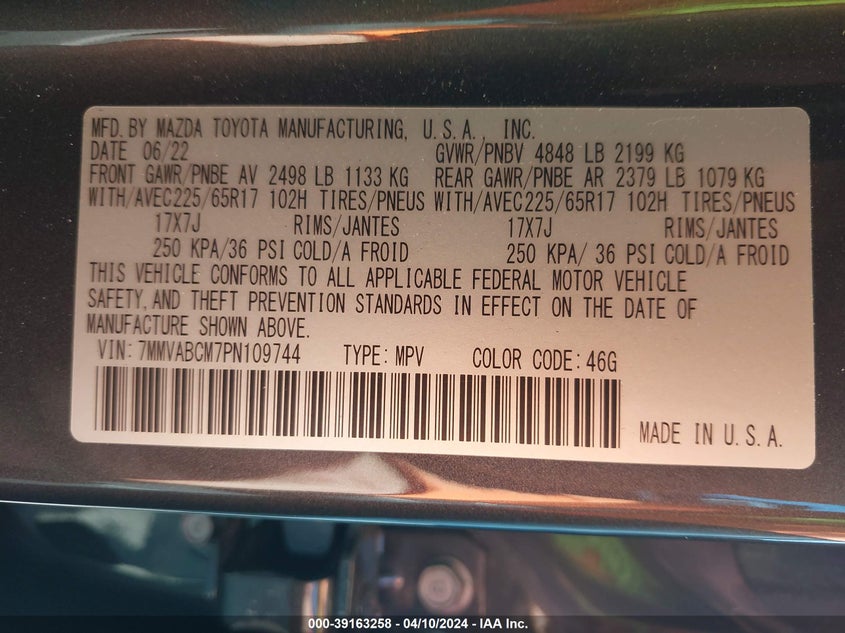 MFD. BY MAZDA TOYOTA MANUFACTURING, U.S.A., INC.
DATE 06/22 GVWR/PNBV 4848 LB 2199 KG
FRONT GAWR/PNBE AV 2498 LB 1133 KG REAR GAWR/PNBE AR 2379 LB 1079 KG
WITH/AVEC225/65R17 102H TIRES/PNEUS WITH/AVEC225/65R17 102H TIRES/PNEUS
17X7J RIMS/JANTES 17X7J RIMS/JANTES
250 KPA/36 PSI COLD/A FROID 250 KPA/ 36 PSI COLD/A FROID
THIS VEHICLE CONFORMS TO ALL APPLICABLE FEDERAL MOTOR VEHICLE
SAFETY, AND THEFT PREVENTION STANDARDS IN EFFECT ON THE DATE OF
MANUFACTURE SHOWN ABOVE.
VIN: 7MMVABCM7PN109744 TYPE: MPV COLOR CODE: 46G
MADE IN U.S.A.
000-39163258 - 04/10/2024 - IAA Inc.